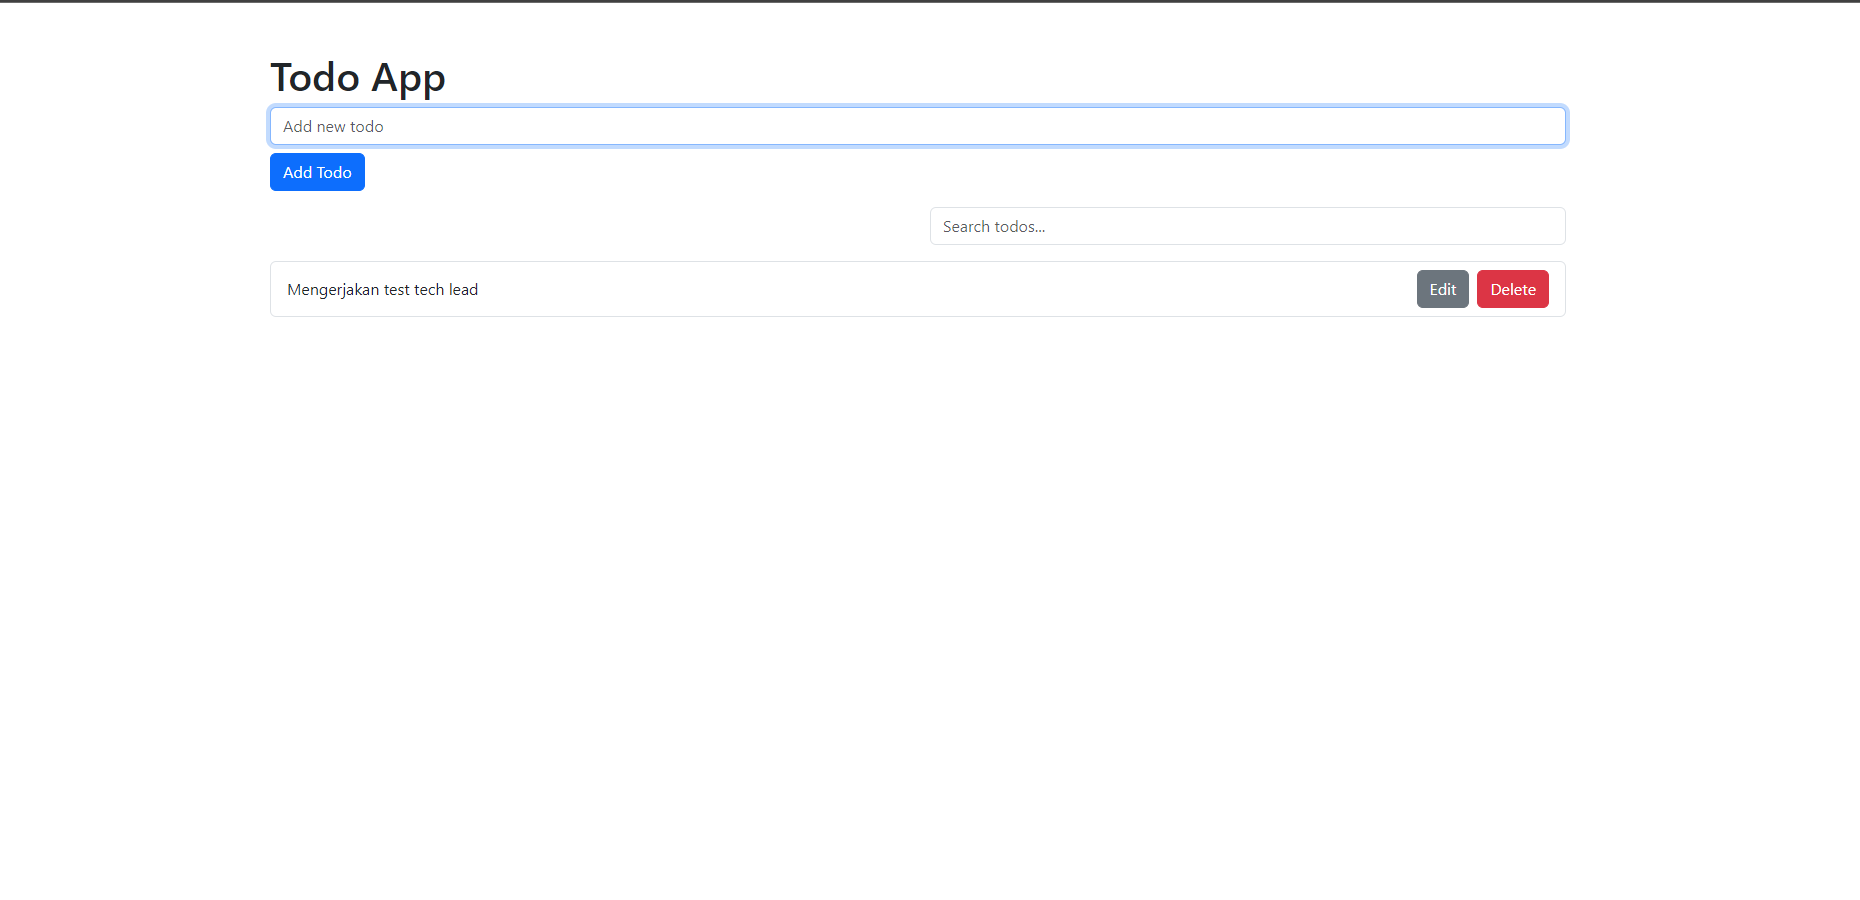 Todo App
Add new todo
Add Todo
Search todos...
Mengerjakan test tech lead
Edit
Delete